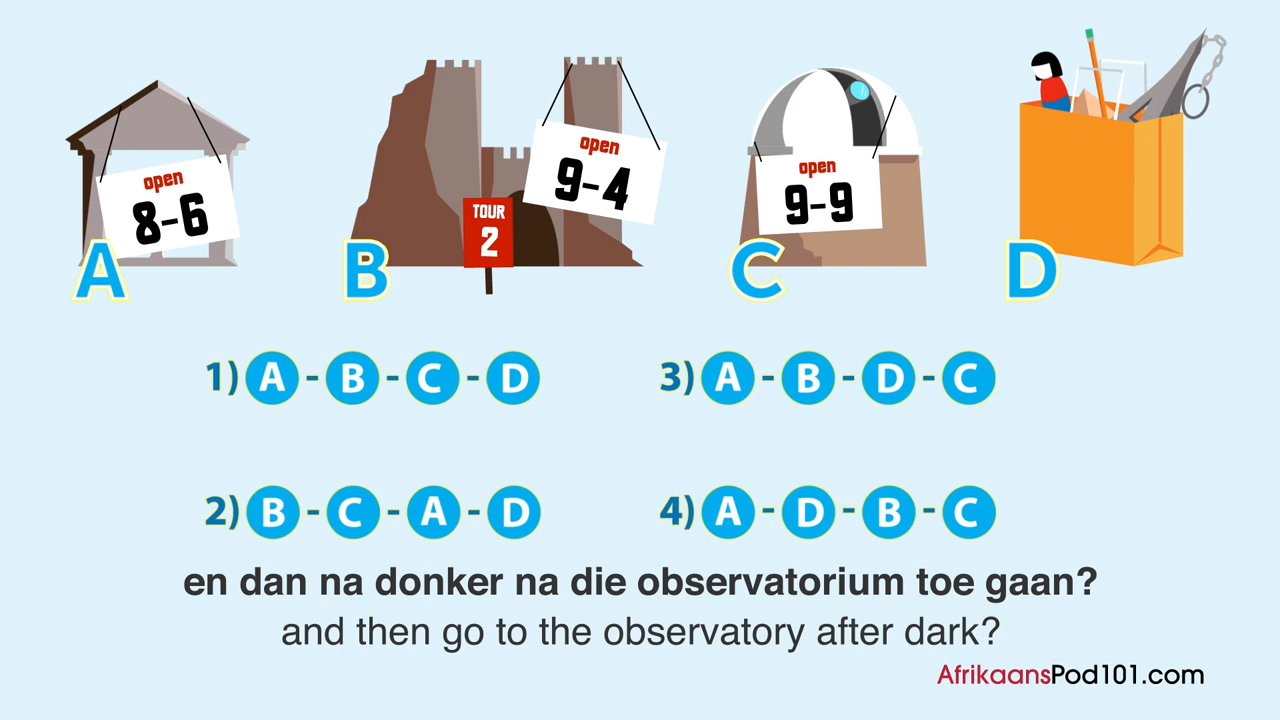 open
8-6
A
TOUR
2
open
9-4
B
open
9-9
C
D
1) A - B - C - D
3) A - B - D - C
2) B - C - A - D
4) A - D - B - C
en dan na donker na die observatorium toe gaan?
and then go to the observatory after dark?
AfrikaansPod101.com